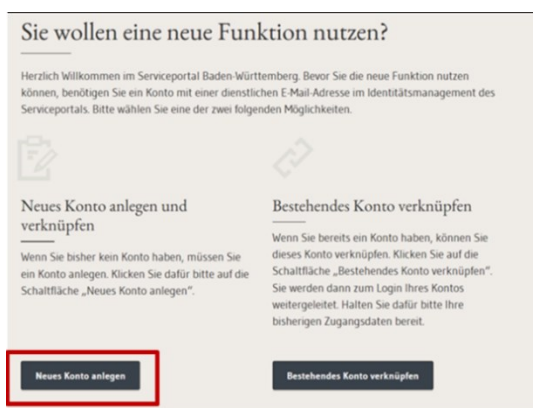 Sie wollen eine neue Funktion nutzen?
Herzlich Willkommen im Serviceportal Baden-Württemberg. Bevor Sie die neue Funktion nutzen
können, benötigen Sie ein Konto mit einer dienstlichen E-Mail-Adresse im Identitätsmanagement des
Serviceportals. Bitte wählen Sie eine der zwei folgenden Möglichkeiten.
Neues Konto anlegen und
verknüpfen
Wenn Sie bisher kein Konto haben, müssen Sie
ein Konto anlegen. Klicken Sie dafür bitte auf die
Schaltfläche „Neues Konto anlegen“.
Neues Konto anlegen
Bestehendes Konto verknüpfen
Wenn Sie bereits ein Konto haben, können Sie
dieses Konto verknüpfen. Klicken Sie auf die
Schaltfläche „Bestehendes Konto verknüpfen“.
Sie werden dann zum Login Ihres Kontos
weitergeleitet. Halten Sie dafür bitte Ihre
bisherigen Zugangsdaten bereit.
Bestehendes Konto verknüpfen